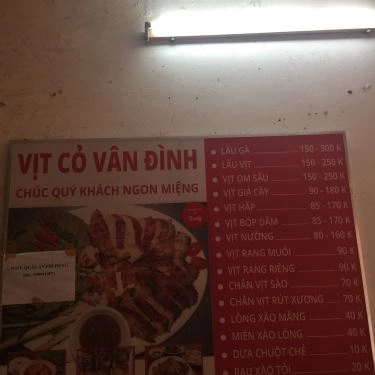 VỊT CỎ VÂN ĐÌNH
CHÚC QUÝ KHÁCH NGON MIỆNG
LẨU GÀ 150 - 300 K
LẨU VỊT 150 - 250 K
VỊT OM SẤU 150 - 250 K
VỊT GIẢ CẦY 90 - 180 K
VỊT HẤP 85 - 170 K
VỊT BÓP DẤM 85 - 170 K
VỊT NƯỚNG 80 - 160 K
VỊT RANG MUỐI 90 K
VỊT RANG RIỀNG 90 K
CHÂN VỊT SÁO 70 K
CHÂN VỊT RÚT XƯƠNG 70 K
LÒNG XÀO MĂNG 40 K
MIẾN XÀO LÒNG 40 K
DƯA CHUỘT CHẺ 10 K
RAU XÀO TỎI 20 K